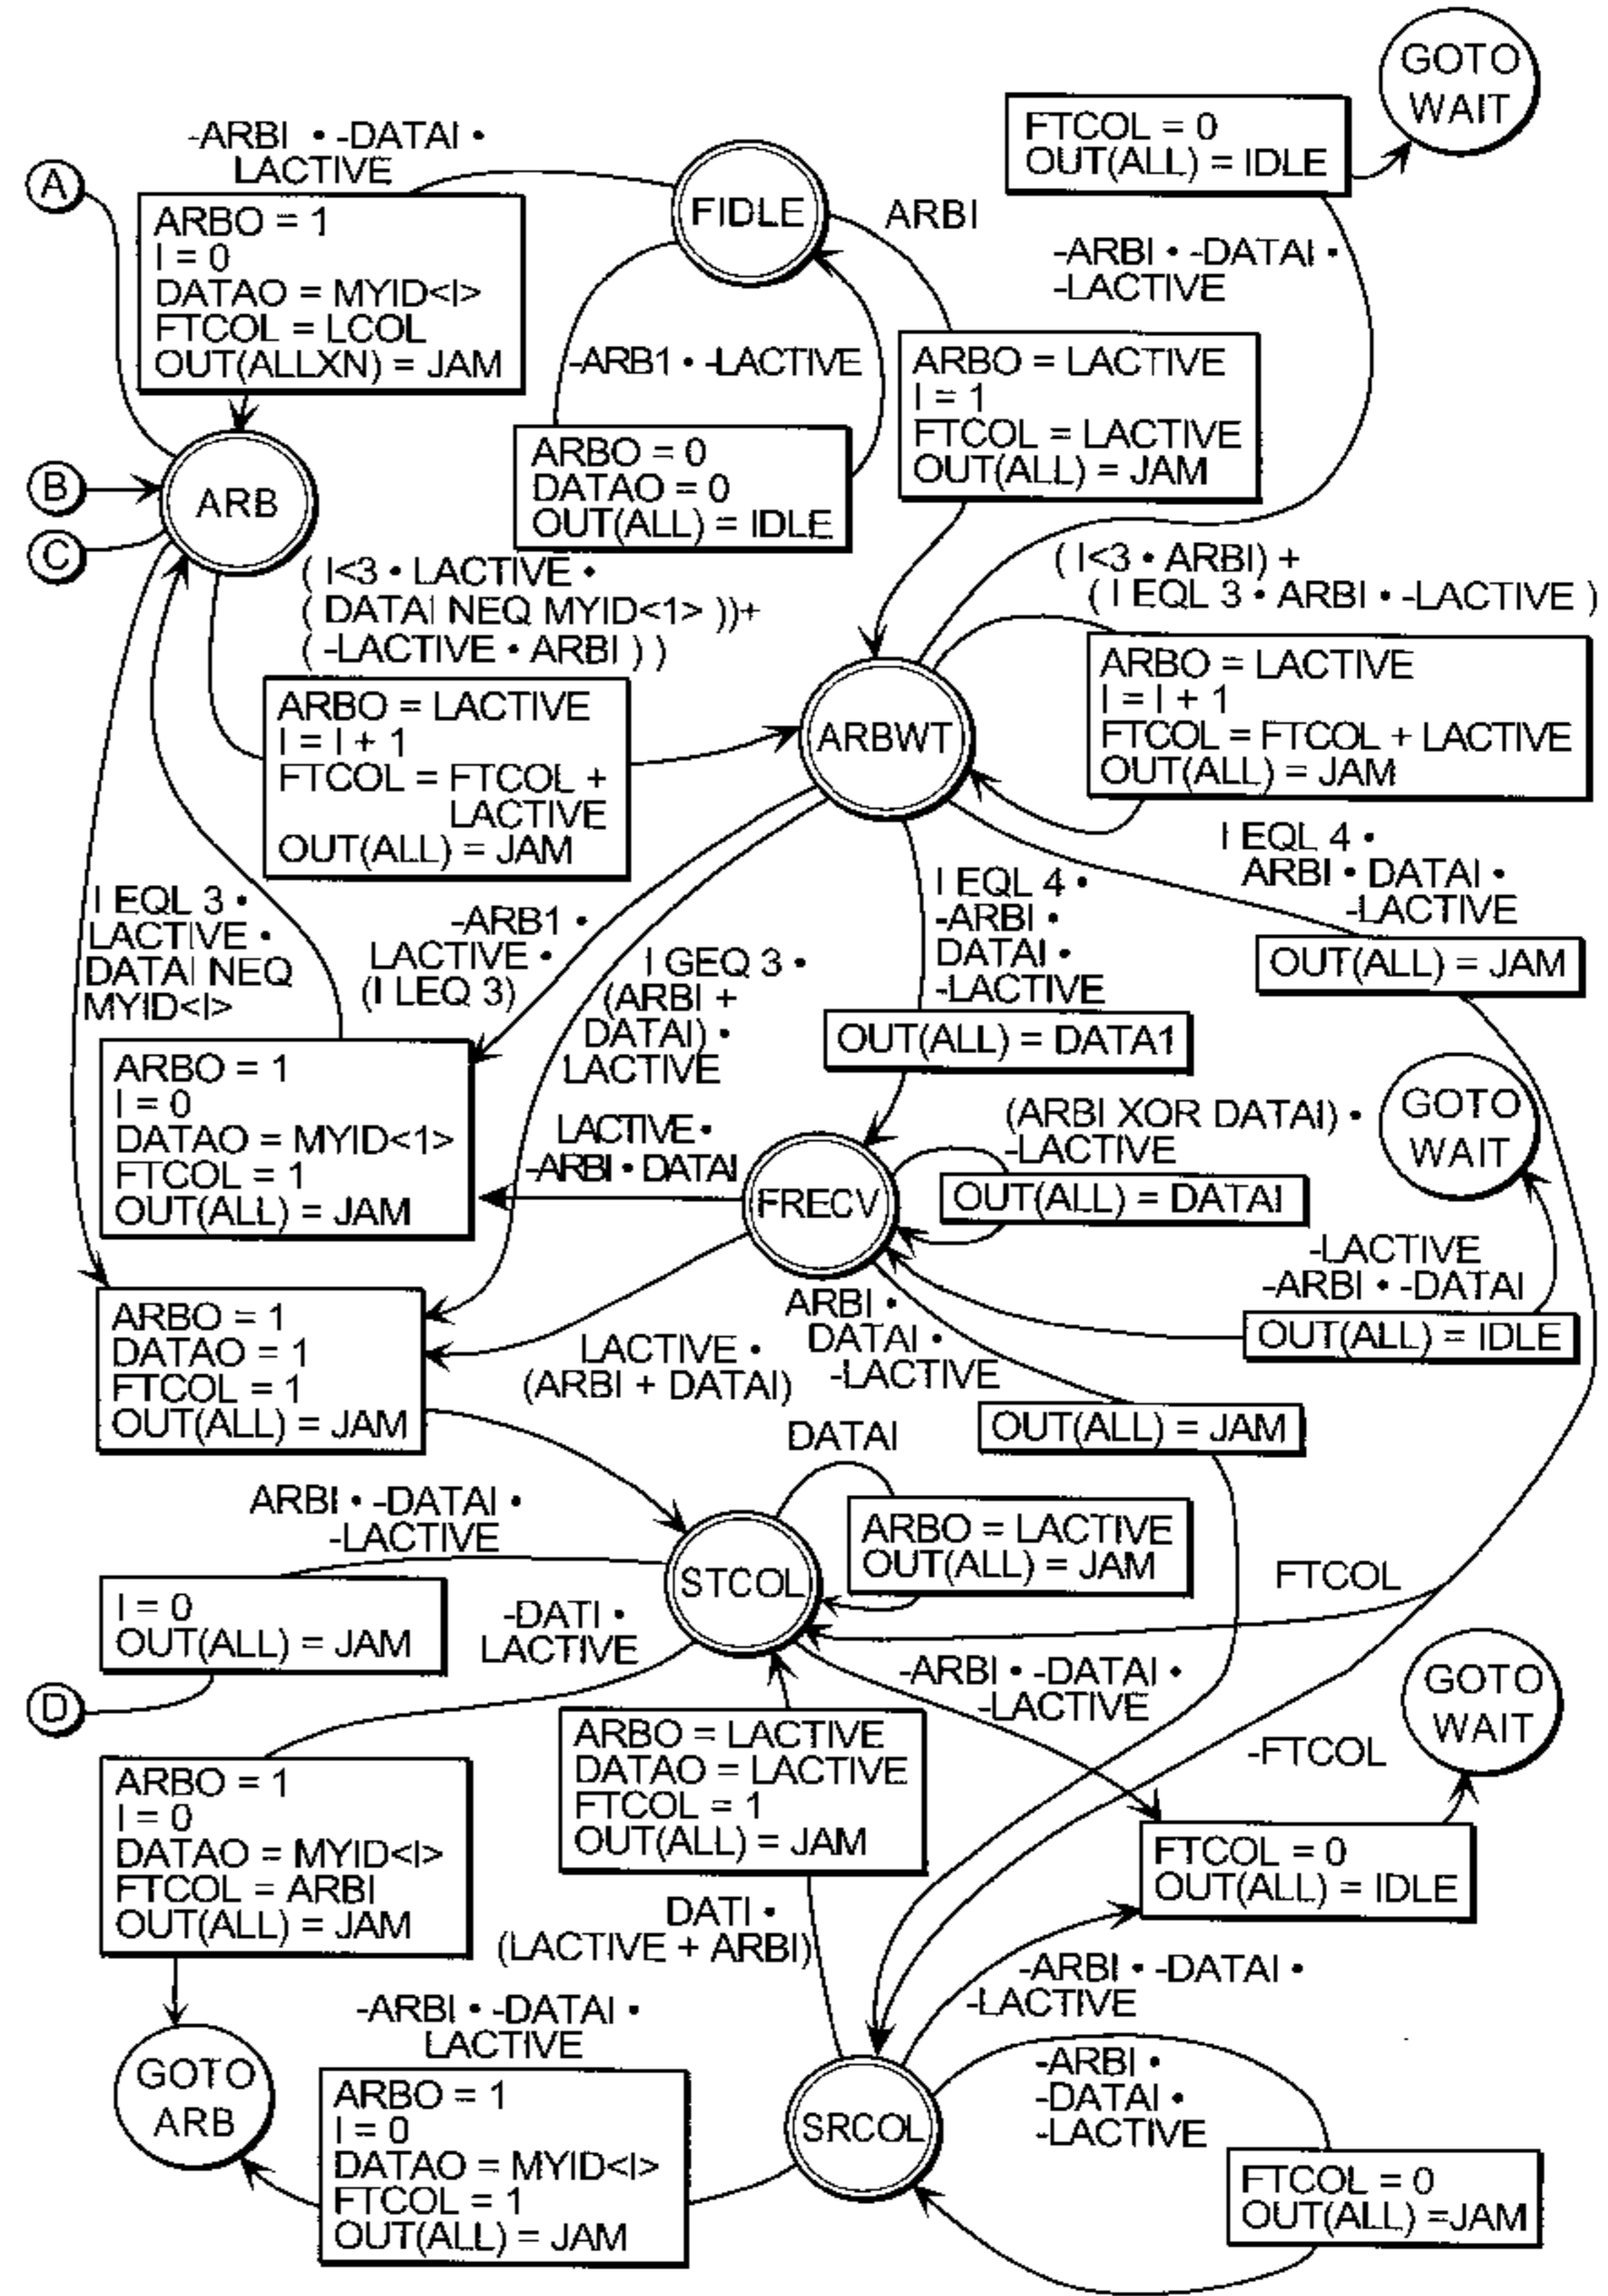 GOTO
WAIT
FTCOL = 0
OUT(ALL) = IDLE
-ARBI • -DATAI •
LACTIVE
A
ARBO = 1
I = 0
DATAO = MYID<I>
FTCOL = LCOL
OUT(ALLXN) = JAM
FIDLE
ARBI
-ARBI • -DATAI •
-LACTIVE
-ARB1 • -LACTIVE
ARBO = LACTIVE
I = 1
FTCOL = LACTIVE
OUT(ALL) = JAM
ARBO = 0
DATAO = 0
OUT(ALL) = IDLE
B
ARB
C
( I<3 • LACTIVE •
( DATAI NEQ MYID<1> ))+
( -LACTIVE • ARBI ) )
( I<3 • ARBI) +
( I EQL 3 • ARBI • -LACTIVE )
ARBO = LACTIVE
I = I + 1
FTCOL = FTCOL + LACTIVE
OUT(ALL) = JAM
ARBO = LACTIVE
I = I + 1
FTCOL = FTCOL +
LACTIVE
OUT(ALL) = JAM
ARBWT
I EQL 4 •
ARBI • DATAI •
-LACTIVE
OUT(ALL) = JAM
I EQL 3 •
LACTIVE •
DATAI NEQ
MYID<I>
-ARB1 •
LACTIVE •
(I LEQ 3)
I GEQ 3 •
(ARBI +
DATAI) •
LACTIVE
I EQL 4 •
-ARBI •
DATAI •
-LACTIVE
OUT(ALL) = DATA1
ARBO = 1
I = 0
DATAO = MYID<1>
FTCOL = 1
OUT(ALL) = JAM
LACTIVE •
-ARBI • DATAI
FRECV
(ARBI XOR DATAI) •
-LACTIVE
OUT(ALL) = DATAI
GOTO
WAIT
-LACTIVE
-ARBI • -DATAI
OUT(ALL) = IDLE
ARBO = 1
DATAO = 1
FTCOL = 1
OUT(ALL) = JAM
LACTIVE •
(ARBI + DATAI)
ARBI •
DATAI •
-LACTIVE
OUT(ALL) = JAM
DATAI
ARBO = LACTIVE
OUT(ALL) = JAM
ARBI • -DATAI •
-LACTIVE
STCOL
FTCOL
I = 0
OUT(ALL) = JAM
D
-DATI •
LACTIVE
-ARBI • -DATAI •
-LACTIVE
GOTO
WAIT
-FTCOL
ARBO = LACTIVE
DATAO = LACTIVE
FTCOL = 1
OUT(ALL) = JAM
ARBO = 1
I = 0
DATAO = MYID<I>
FTCOL = ARBI
OUT(ALL) = JAM
FTCOL = 0
OUT(ALL) = IDLE
DATI •
(LACTIVE + ARBI)
-ARBI • -DATAI •
-LACTIVE
-ARBI • -DATAI •
LACTIVE
GOTO
ARB
ARBO = 1
I = 0
DATAO = MYID<I>
FTCOL = 1
OUT(ALL) = JAM
SRCOL
-ARBI •
-DATAI •
-LACTIVE
FTCOL = 0
OUT(ALL) =JAM